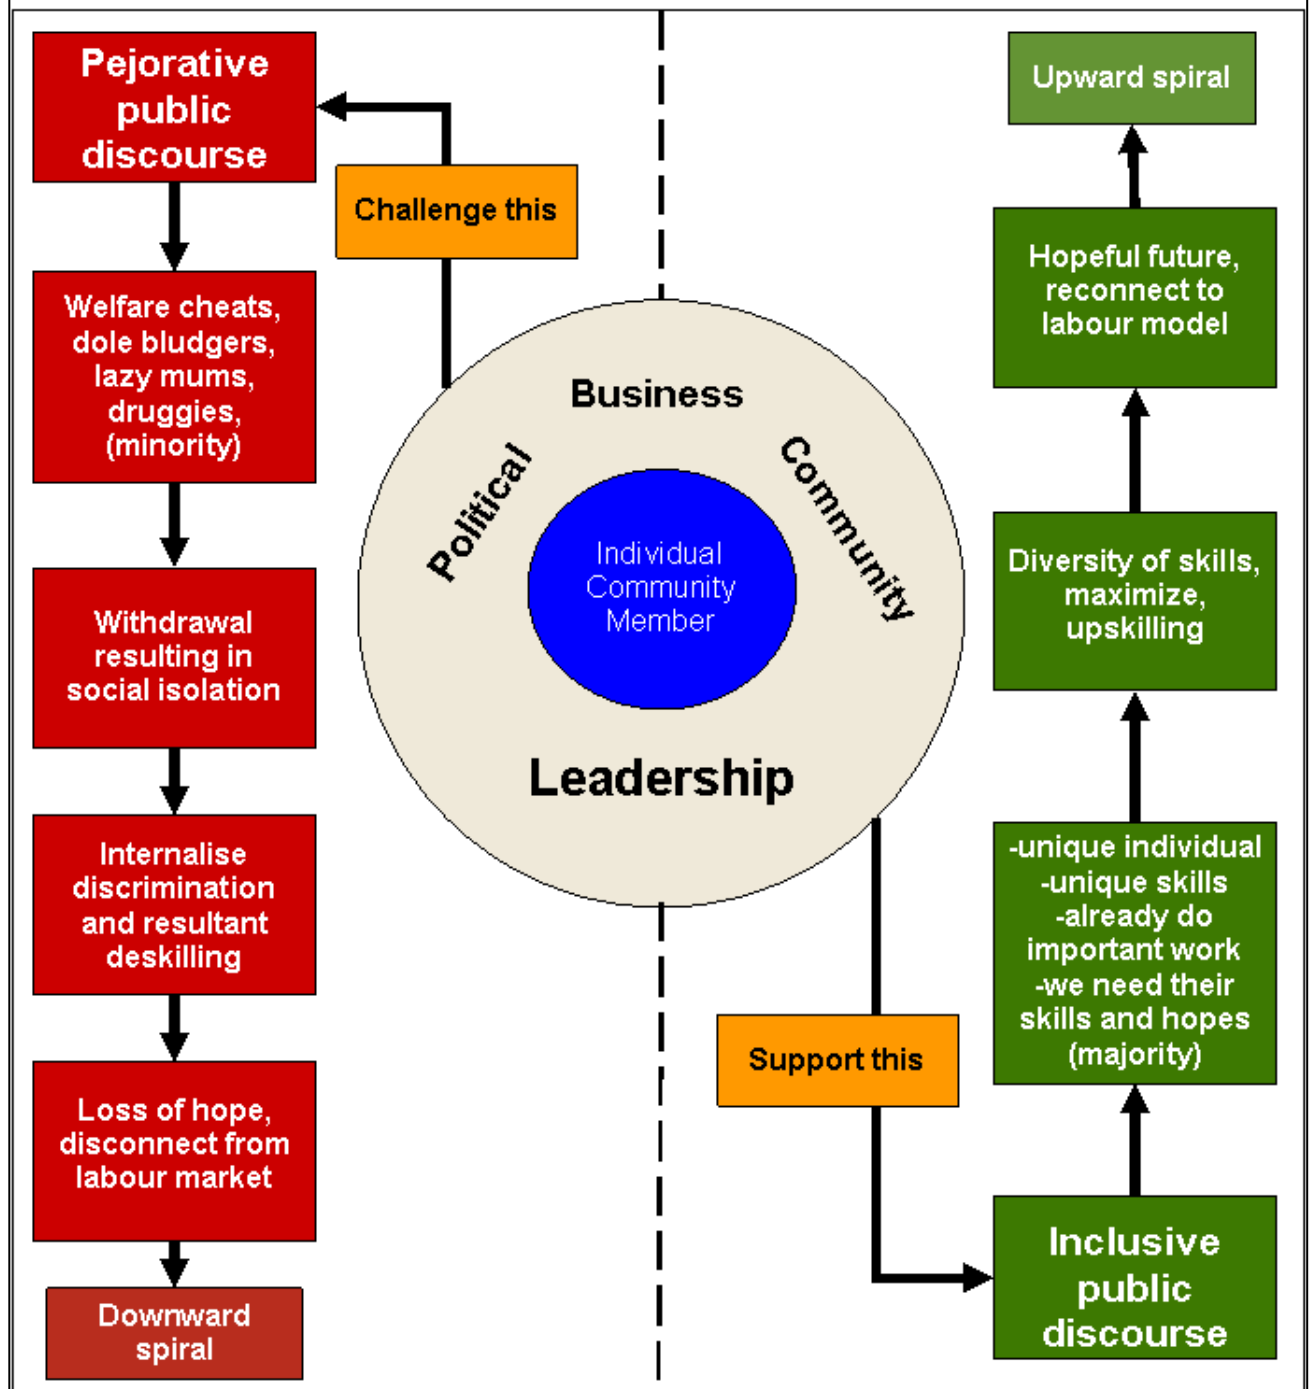 Pejorative
public
discourse
Challenge this
Welfare cheats,
dole bludgers,
lazy mums,
druggies,
(minority)
Withdrawal
resulting in
social isolation
Internalise
discrimination
and resultant
deskilling
Loss of hope,
disconnect from
labour market
Downward
spiral
Business
Political
Community
Individual
Community
Member
Leadership
Support this
Upward spiral
Hopeful future,
reconnect to
labour model
Diversity of skills,
maximize,
upskilling
-unique individual
-unique skills
-already do
important work
-we need their
skills and hopes
(majority)
Inclusive
public
discourse